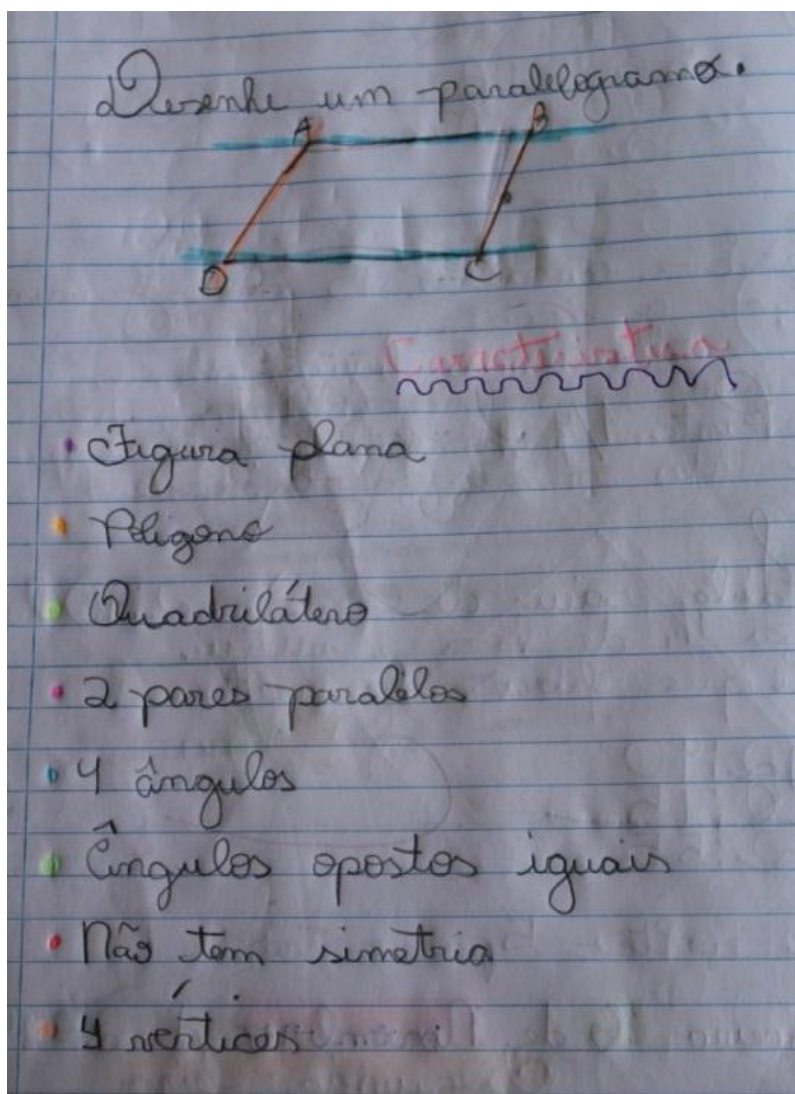 Desenhe um paralelogramo.
A B
D C
• Figura plana
• Polígono
• Quadrilátero
• 2 pares paralelos
• 4 ângulos
• Ângulos opostos iguais
• Não tem simetria
• 4 vértices